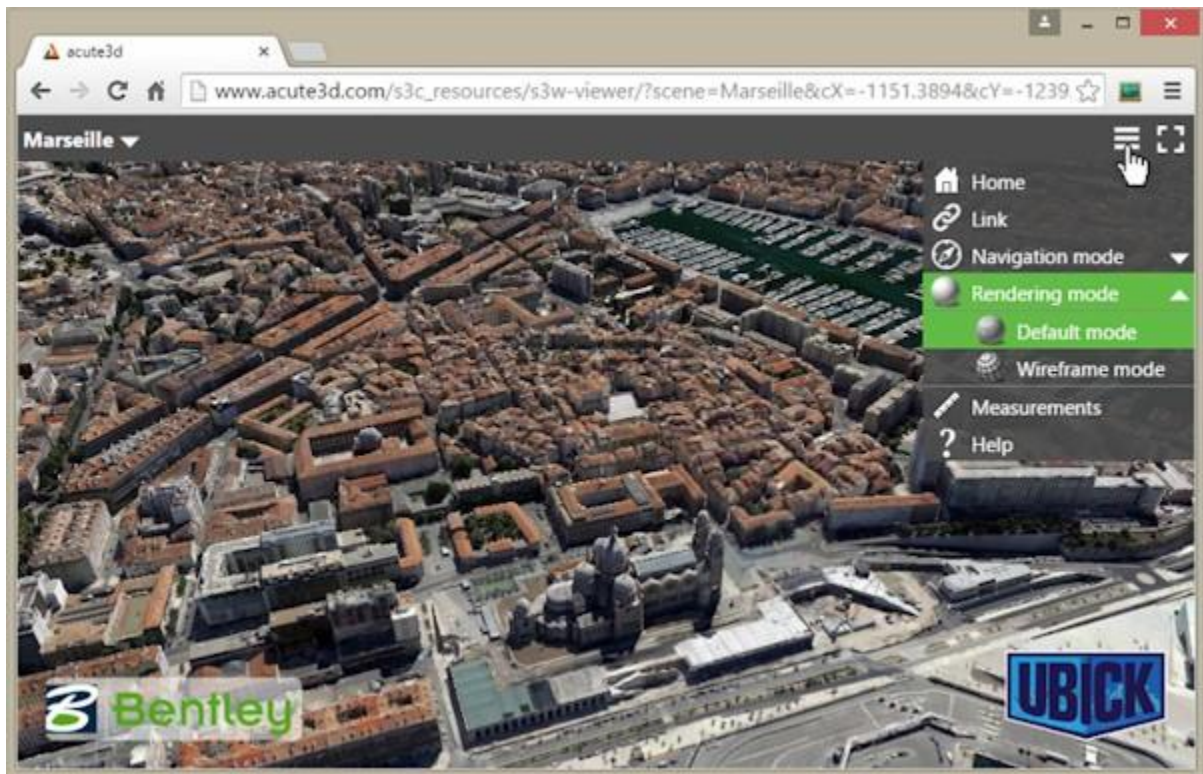 acute3d
www.acute3d.com/s3c_resources/s3w-viewer/?scene=Marseille&cX=-1151.3894&cY=-1239
Marseille
Home
Link
Navigation mode
Rendering mode
Default mode
Wireframe mode
Measurements
Help
Bentley
UBICK